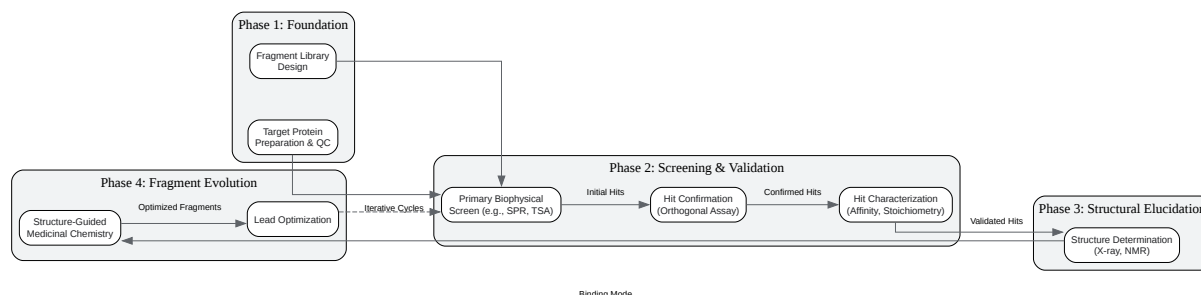 Phase 1: Foundation
Fragment Library
Design
Target Protein
Preparation & QC
Phase 4: Fragment Evolution
Structure-Guided
Medicinal Chemistry
Optimized Fragments
Lead Optimization
Iterative Cycles
Phase 2: Screening & Validation
Primary Biophysical
Screen (e.g., SPR, TSA)
Initial Hits
Hit Confirmation
(Orthogonal Assay)
Confirmed Hits
Hit Characterization
(Affinity, Stoichiometry)
Validated Hits
Phase 3: Structural Elucidation
Structure Determination
(X-ray, NMR)
Binding Mode